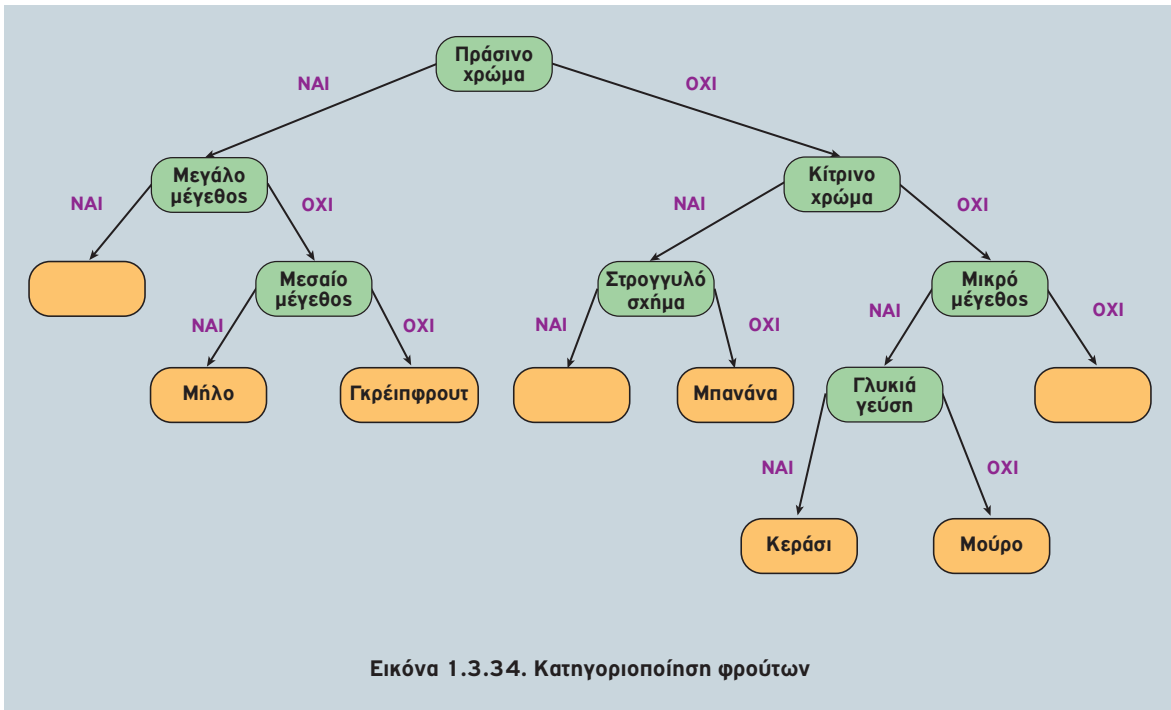 Πράσινο
χρώμα
ΝΑΙ
ΟΧΙ
Μεγάλο
μέγεθος
Κίτρινο
χρώμα
ΝΑΙ
ΟΧΙ
ΝΑΙ
ΟΧΙ
Μεσαίο
μέγεθος
Στρογγυλό
σχήμα
Μικρό
μέγεθος
ΝΑΙ
ΟΧΙ
ΝΑΙ
ΟΧΙ
ΝΑΙ
ΟΧΙ
Μήλο
Γκρέιπφρουτ
Μπανάνα
Γλυκιά
γεύση
ΝΑΙ
ΟΧΙ
Κεράσι
Μούρο
Εικόνα 1.3.34. Κατηγοριοποίηση φρούτων